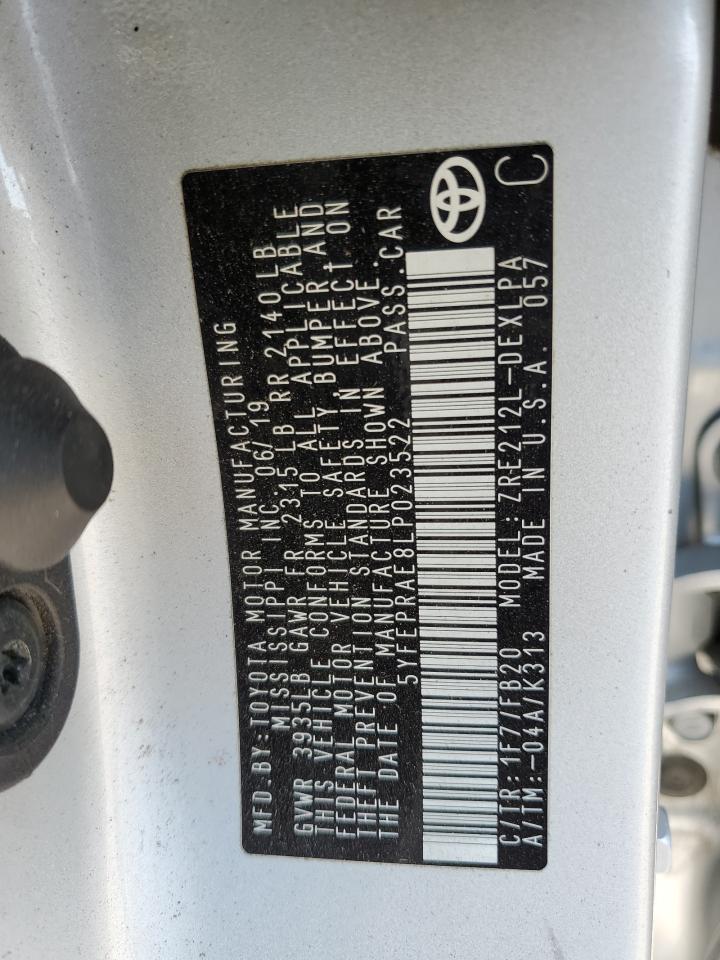 MFD.BY:TOYOTA MOTOR MANUFACTURING
MISSISSIPPI INC.06/19
GVWR 3935LB GAWR FR 2315 LB RR 2140LB
THIS VEHICLE CONFORMS TO ALL APPLICABLE
FEDERAL MOTOR VEHICLE SAFETY, BUMPER AND
THEFT PREVENTION STANDARDS IN EFFECT ON
THE DATE OF MANUFACTURE SHOWN ABOVE.
5YFEPRAE8LP023522 PASS.CAR
C/TR:1F7/FB20 MODEL:ZRE212L-DEXLPA
A/TM:-04A/K313 MADE IN U.S.A. 057 C